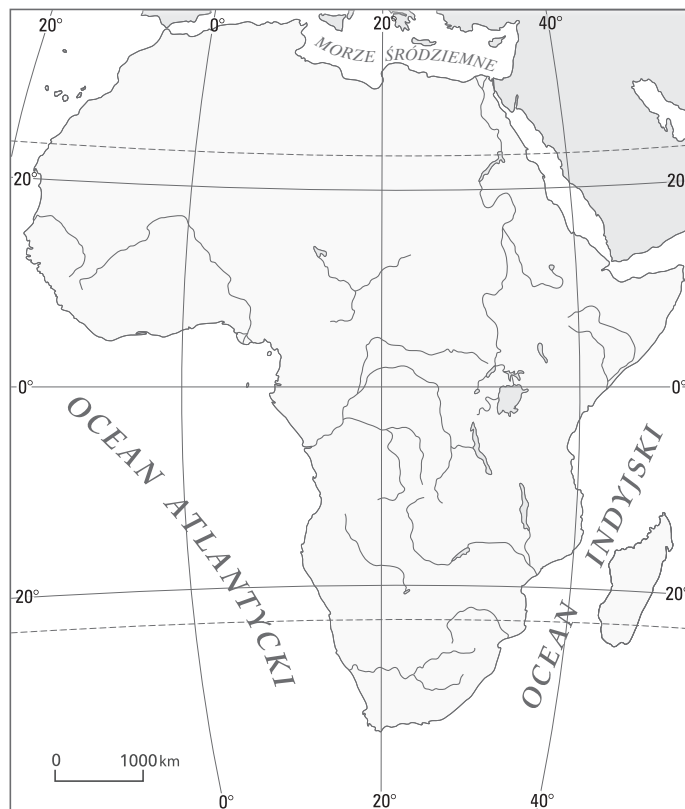 20° 0° 20° 40°
MORZE ŚRÓDZIEMNE
20° 20°
0° 0°
OCEAN ATLANTYCKI
OCEAN INDYJSKI
20° 20°
0 1000 km
0° 20° 40°